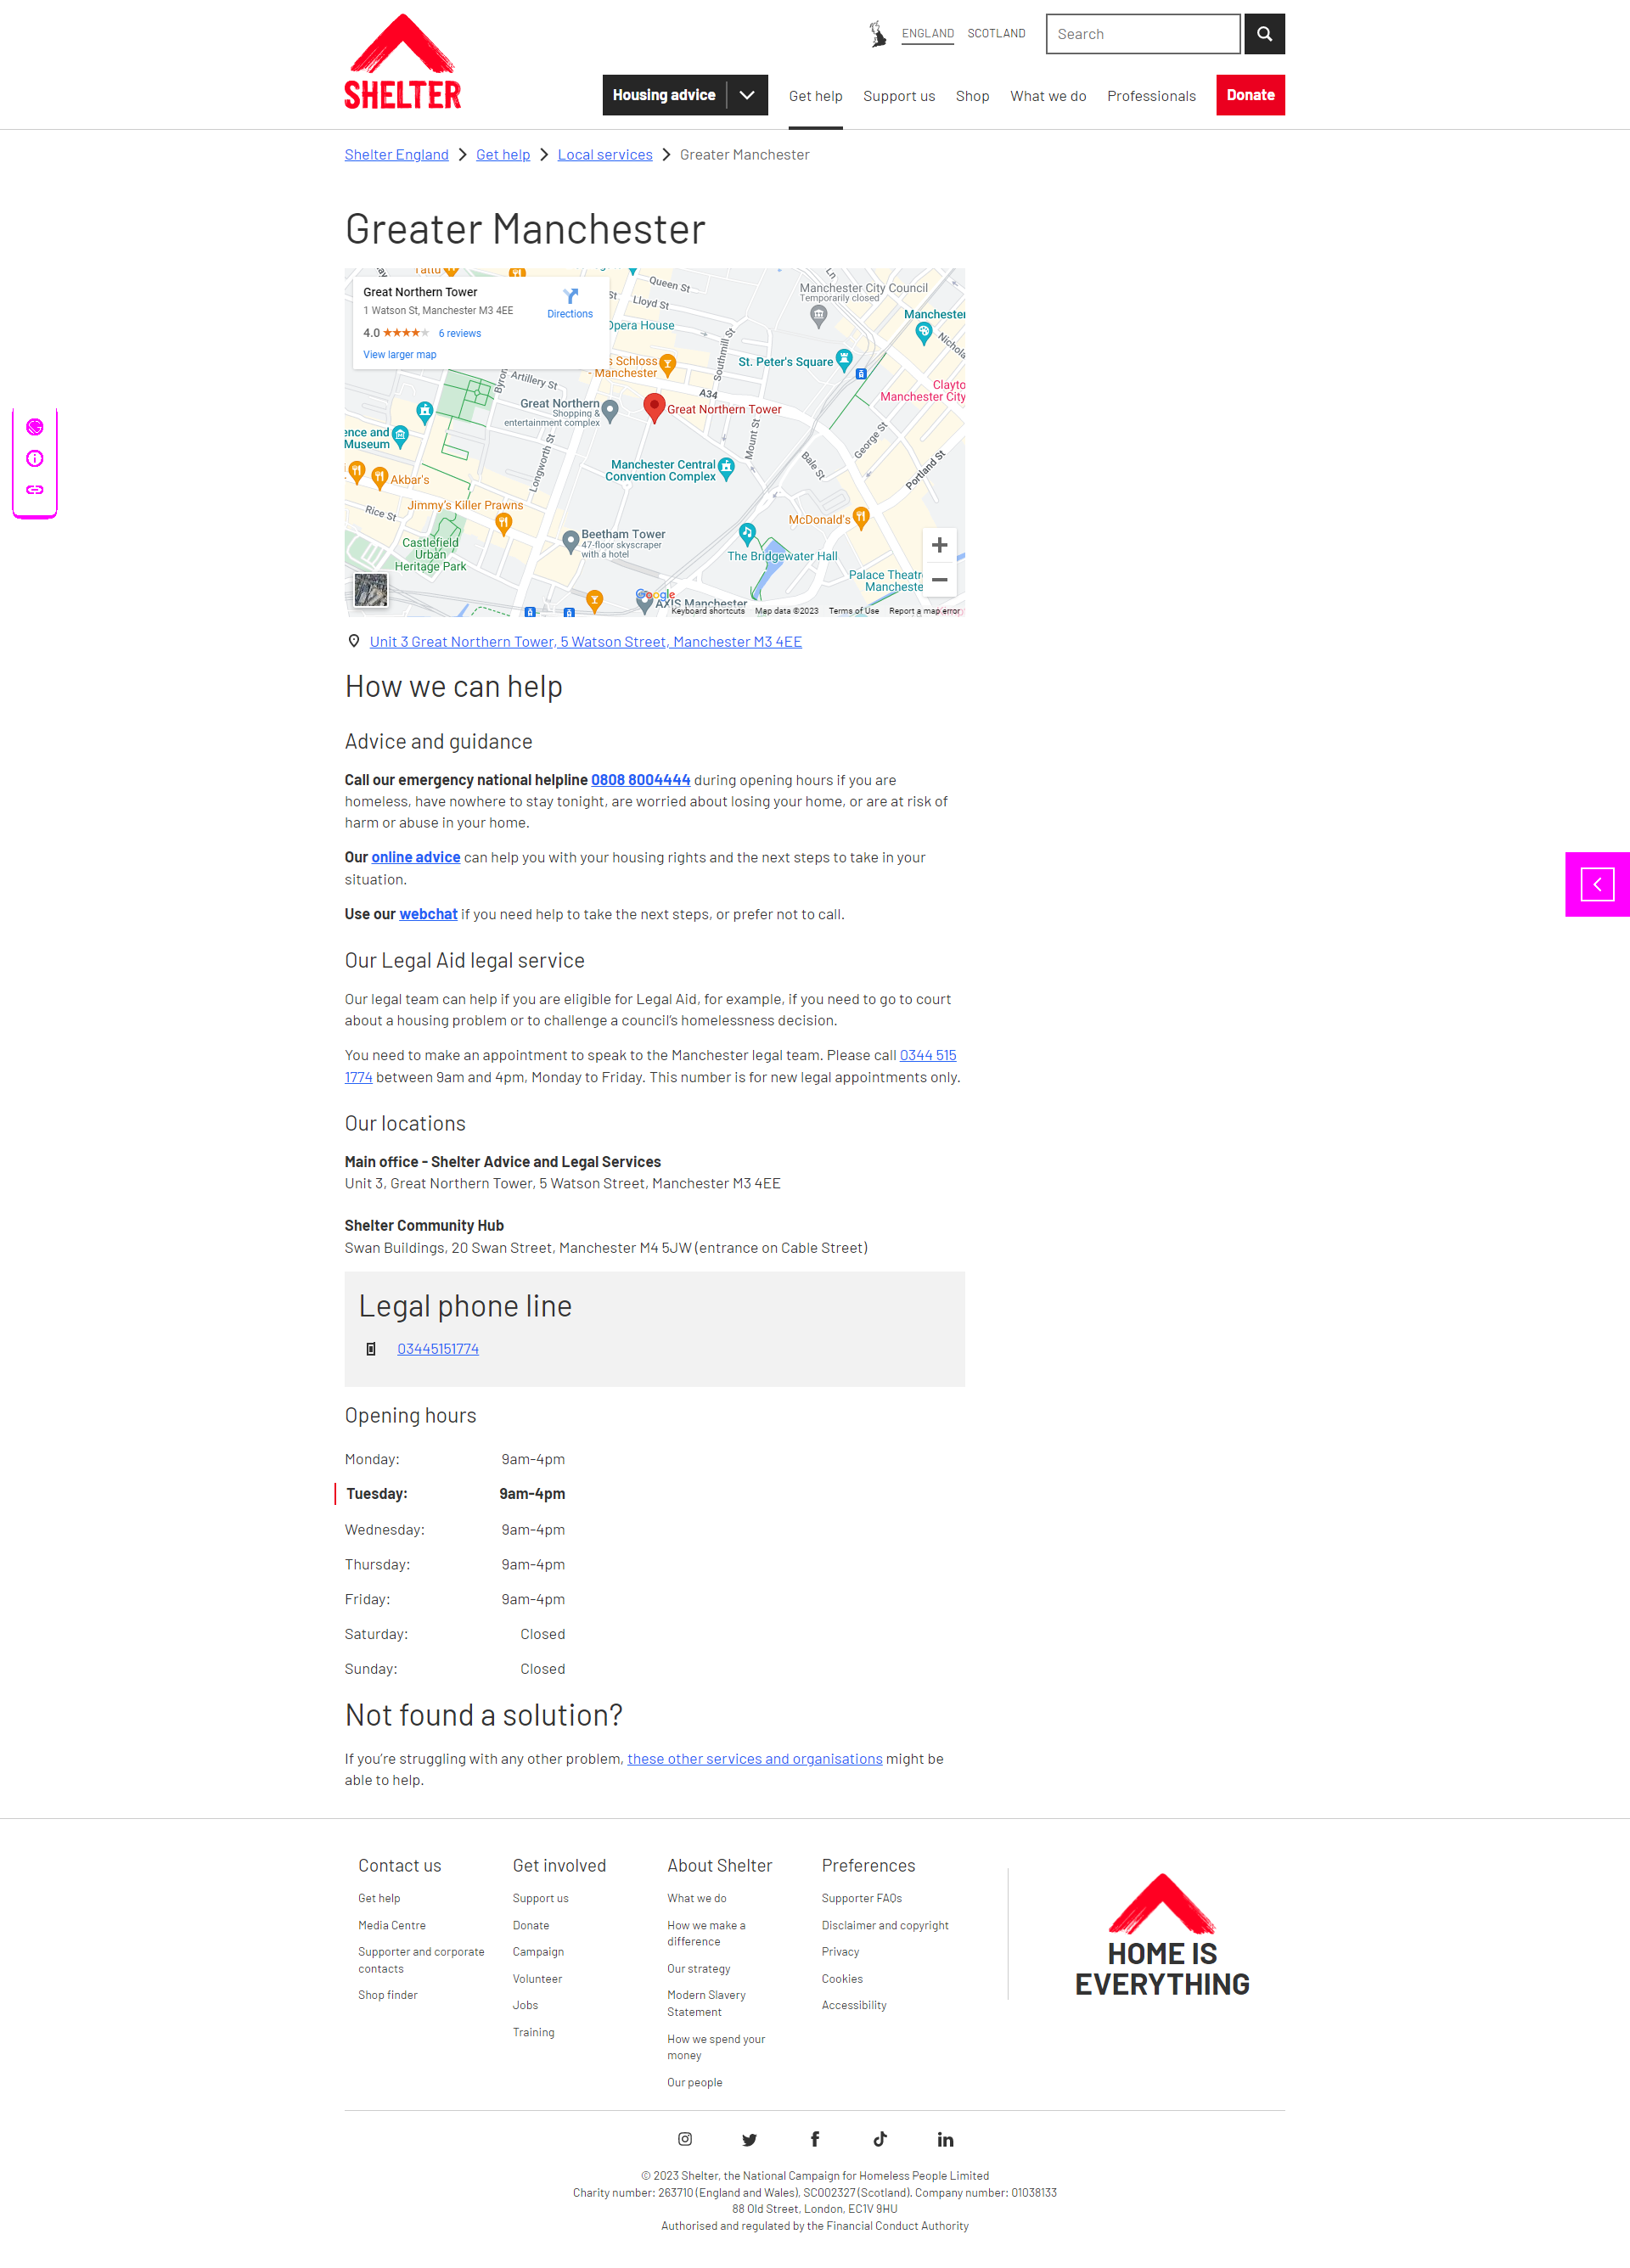 SHELTER
ENGLAND
SCOTLAND
Search
Housing advice
Get help
Support us
Shop
What we do
Professionals
Donate
Shelter England
Get help
Local services
Greater Manchester
Greater Manchester
Great Northern Tower
1 Watson St, Manchester M3 4EE
Directions
4.0
6 reviews
View larger map
Queen St
Lloyd St
Opera House
Southmill St
Manchester City Council
Temporarily closed
Manchester
St. Peter's Square
Schloss
- Manchester
Artillery St
A34
Clayto
Manchester City
Great Northern
Shopping &
entertainment complex
Great Northern Tower
ence and
Museum
Longworth St
Mount St
George St
Portland St
Bale St
Manchester Central
Convention Complex
Akbar's
Jimmy's Killer Prawns
Rice St
McDonald's
Castlefield
Urban
Heritage Park
Beetham Tower
47-floor skyscraper
with a hotel
The Bridgewater Hall
Palace Theatr
Mancheste
Google
AXIS Manchester
Keyboard shortcuts
Map data ©2023
Terms of Use
Report a map error
Unit 3 Great Northern Tower, 5 Watson Street, Manchester M3 4EE
How we can help
Advice and guidance
Call our emergency national helpline 0808 8004444 during opening hours if you are
homeless, have nowhere to stay tonight, are worried about losing your home, or are at risk of
harm or abuse in your home.
Our online advice can help you with your housing rights and the next steps to take in your
situation.
Use our webchat if you need help to take the next steps, or prefer not to call.
Our Legal Aid legal service
Our legal team can help if you are eligible for Legal Aid, for example, if you need to go to court
about a housing problem or to challenge a council's homelessness decision.
You need to make an appointment to speak to the Manchester legal team. Please call 0344 515
1774 between 9am and 4pm, Monday to Friday. This number is for new legal appointments only.
Our locations
Main office - Shelter Advice and Legal Services
Unit 3, Great Northern Tower, 5 Watson Street, Manchester M3 4EE
Shelter Community Hub
Swan Buildings, 20 Swan Street, Manchester M4 5JW (entrance on Cable Street)
Legal phone line
03445151774
Opening hours
Monday: 9am-4pm
Tuesday: 9am-4pm
Wednesday: 9am-4pm
Thursday: 9am-4pm
Friday: 9am-4pm
Saturday: Closed
Sunday: Closed
Not found a solution?
If you're struggling with any other problem, these other services and organisations might be
able to help.
Contact us
Get help
Media Centre
Supporter and corporate
contacts
Shop finder
Get involved
Support us
Donate
Campaign
Volunteer
Jobs
Training
About Shelter
What we do
How we make a
difference
Our strategy
Modern Slavery
Statement
How we spend your
money
Our people
Preferences
Supporter FAQs
Disclaimer and copyright
Privacy
Cookies
Accessibility
HOME IS
EVERYTHING
© 2023 Shelter, the National Campaign for Homeless People Limited
Charity number: 263710 (England and Wales), SC002327 (Scotland). Company number: 01038133
88 Old Street, London, EC1V 9HU
Authorised and regulated by the Financial Conduct Authority